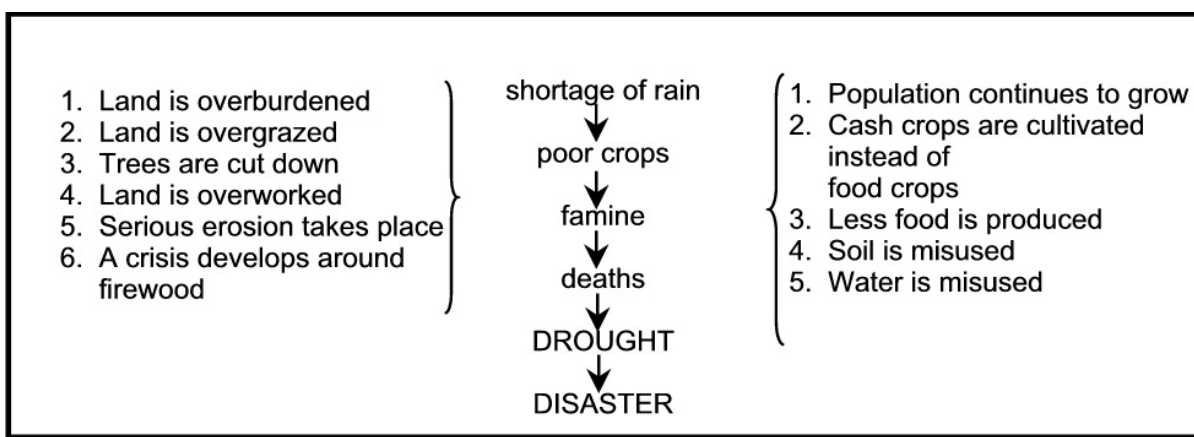 1. Land is overburdened
2. Land is overgrazed
3. Trees are cut down
4. Land is overworked
5. Serious erosion takes place
6. A crisis develops around
firewood
shortage of rain
poor crops
famine
deaths
DROUGHT
DISASTER
1. Population continues to grow
2. Cash crops are cultivated
instead of
food crops
3. Less food is produced
4. Soil is misused
5. Water is misused